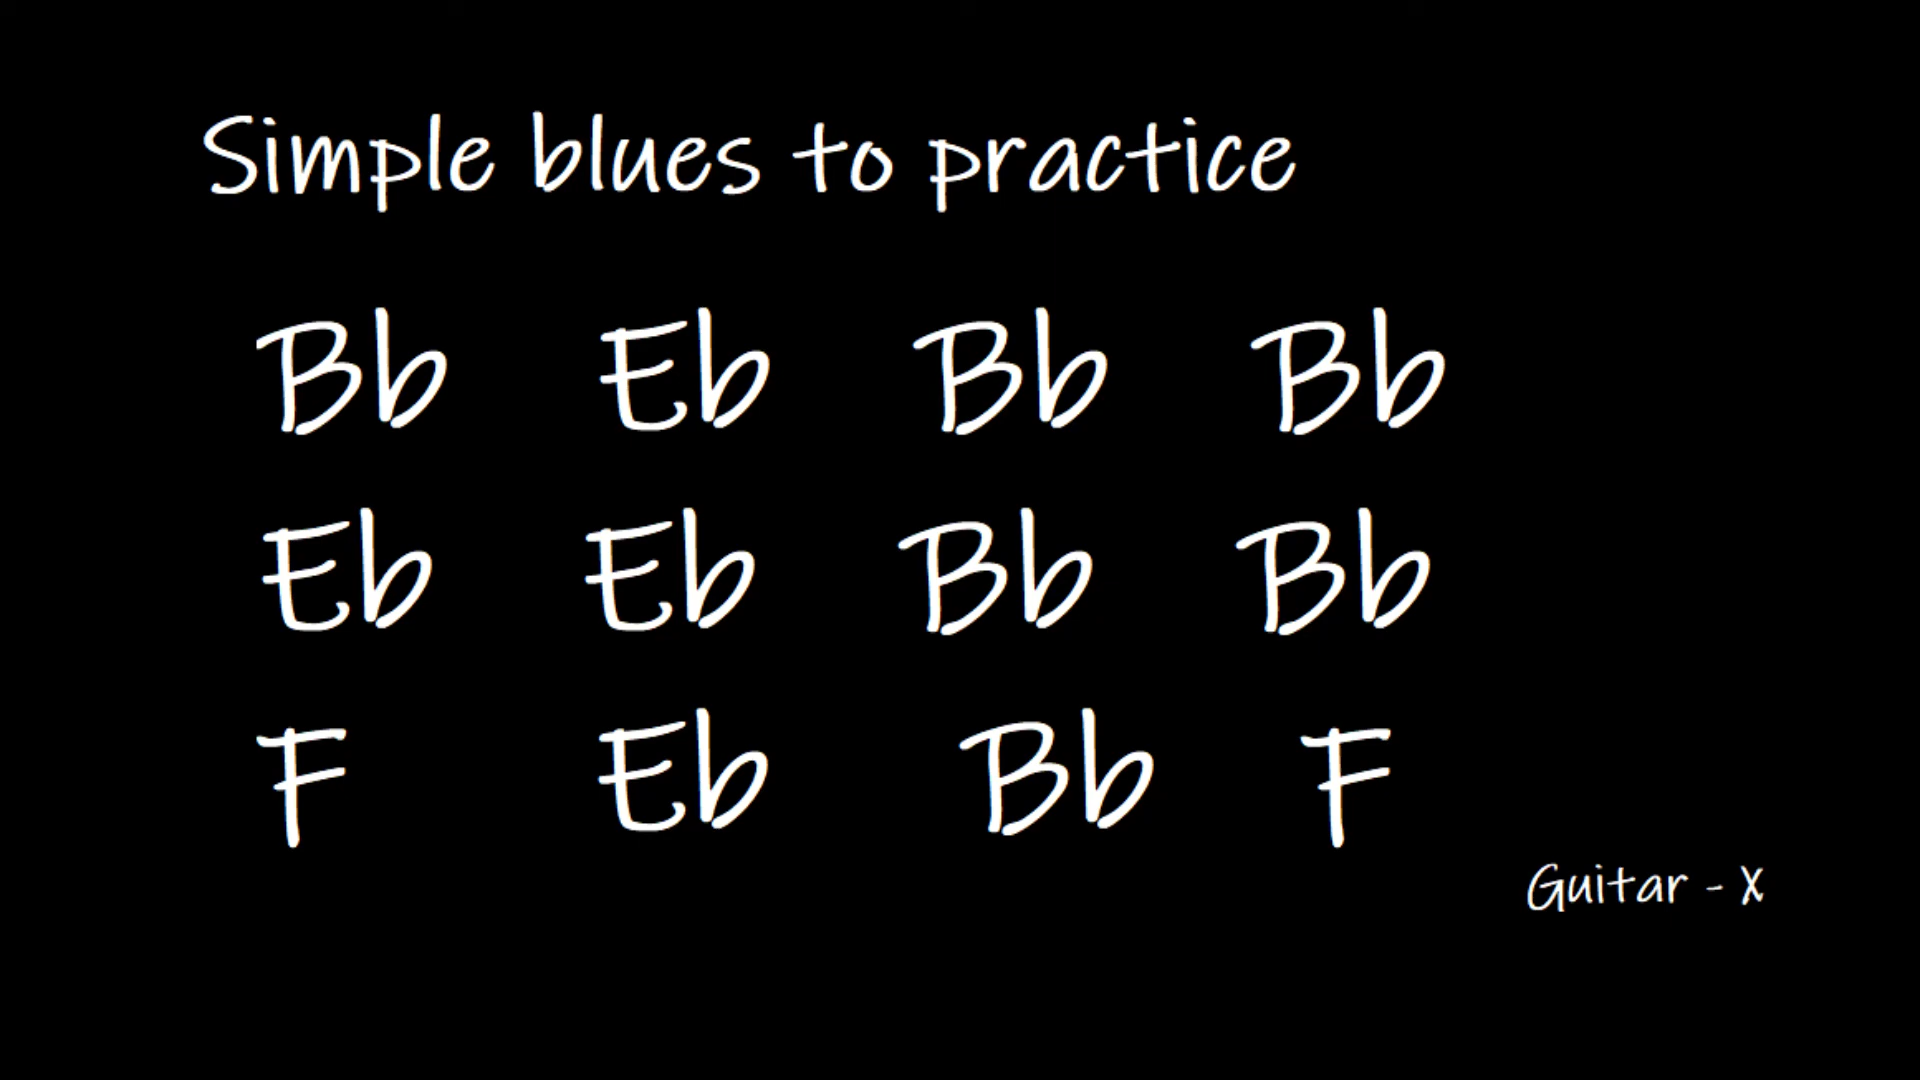 Simple blues to practice
Bb Eb Bb Bb
Eb Eb Bb Bb
F Eb Bb F
Guitar - X